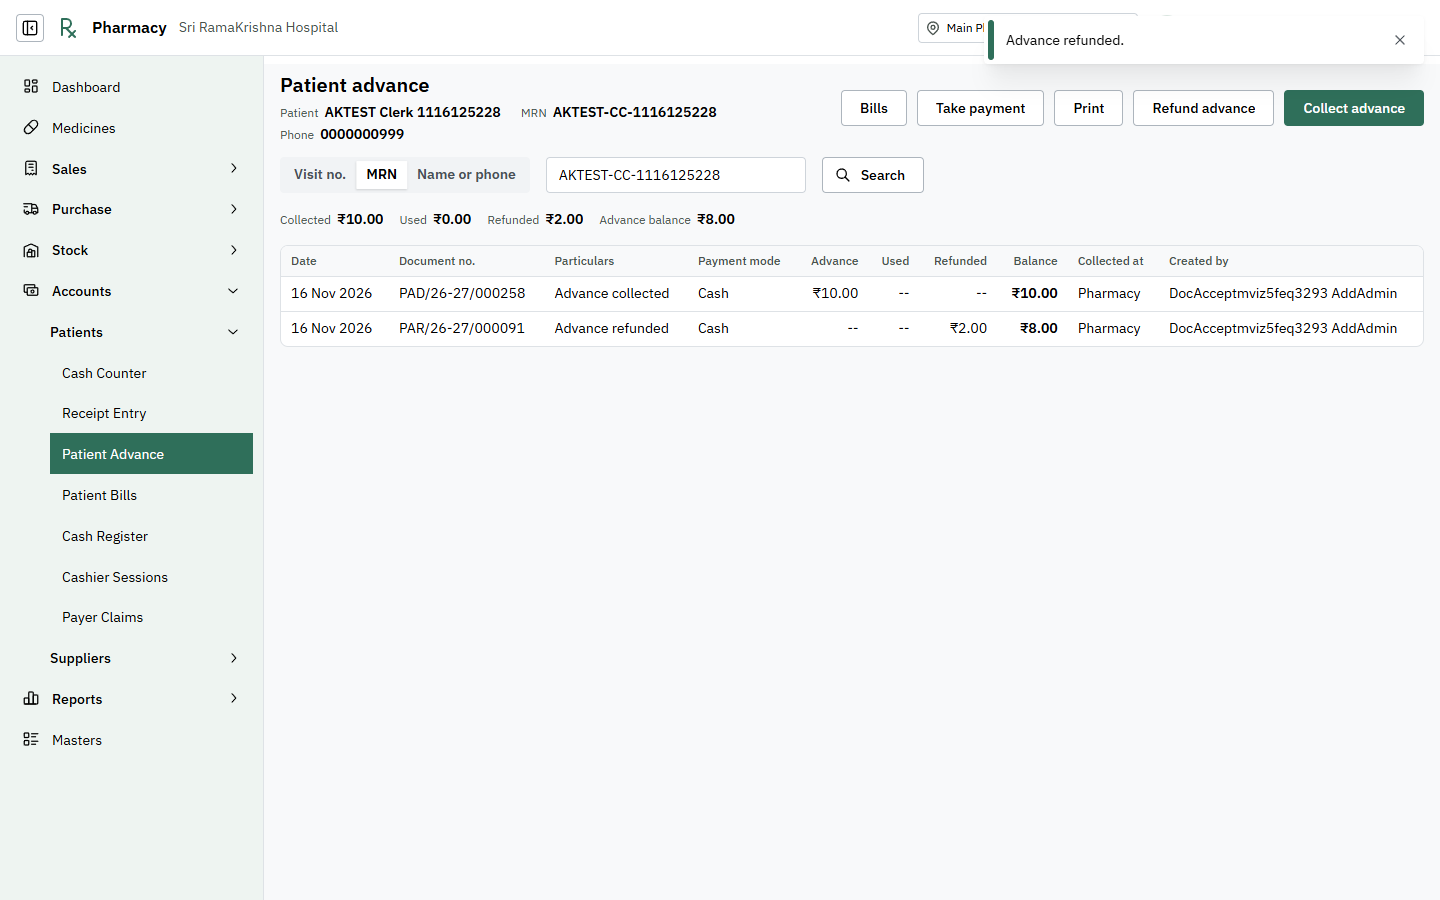 Pharmacy Sri RamaKrishna Hospital
Main
Advance refunded.
Dashboard
Medicines
Sales
Purchase
Stock
Accounts
Patients
Cash Counter
Receipt Entry
Patient Advance
Patient Bills
Cash Register
Cashier Sessions
Payer Claims
Suppliers
Reports
Masters
Patient advance
Patient AKTEST Clerk 1116125228 MRN AKTEST-CC-1116125228
Phone 0000000999
Bills Take payment Print Refund advance Collect advance
Visit no. MRN Name or phone AKTEST-CC-1116125228 Search
Collected ₹10.00 Used ₹0.00 Refunded ₹2.00 Advance balance ₹8.00
Date Document no. Particulars Payment mode Advance Used Refunded Balance Collected at Created by
16 Nov 2026 PAD/26-27/000258 Advance collected Cash ₹10.00 -- -- ₹10.00 Pharmacy DocAcceptmviz5feq3293 AddAdmin
16 Nov 2026 PAR/26-27/000091 Advance refunded Cash -- -- ₹2.00 ₹8.00 Pharmacy DocAcceptmviz5feq3293 AddAdmin